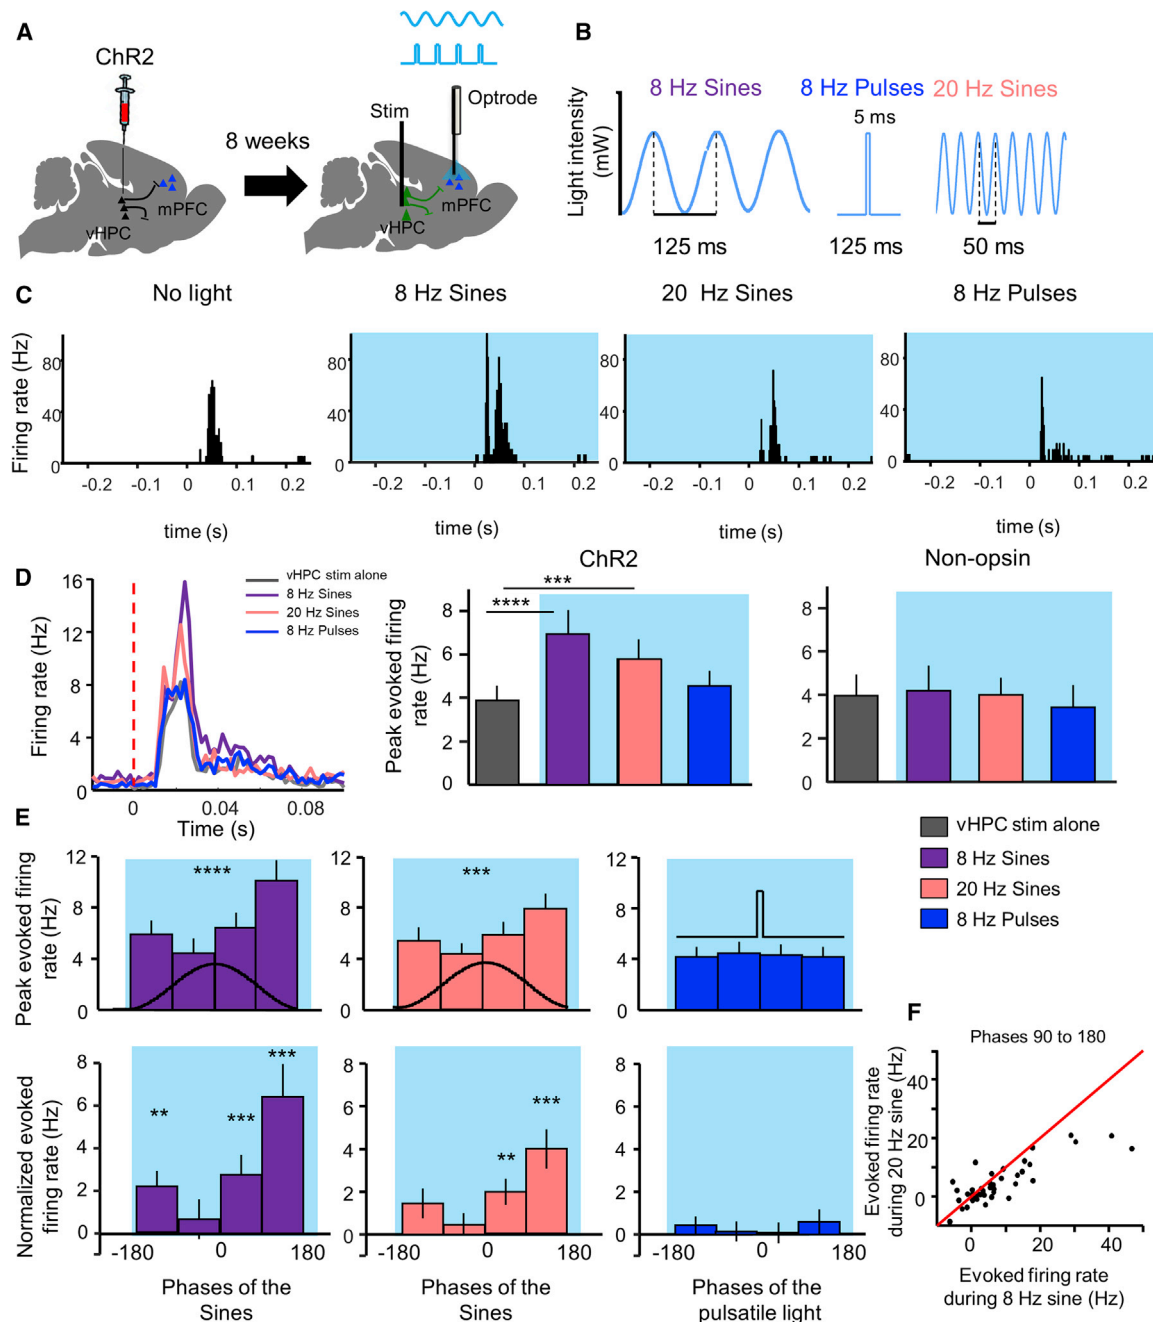 A
ChR2
8 weeks
Stim
Optrode
mPFC
vHPC
mPFC
vHPC
B
8 Hz Sines
8 Hz Pulses
20 Hz Sines
5 ms
Light intensity
(mW)
125 ms
125 ms
50 ms
C
No light
8 Hz Sines
20 Hz Sines
8 Hz Pulses
Firing rate (Hz)
80
40
0
-0.2
-0.1
0
0.1
0.2
time (s)
80
40
0
-0.2
-0.1
0
0.1
0.2
time (s)
80
40
0
-0.2
-0.1
0
0.1
0.2
time (s)
80
40
0
-0.2
-0.1
0
0.1
0.2
time (s)
D
Firing rate (Hz)
16
12
8
4
0
0
0.04
0.08
Time (s)
vHPC stim alone
8 Hz Sines
20 Hz Sines
8 Hz Pulses
ChR2
Peak evoked firing
rate (Hz)
8
6
4
2
0
****
***
Non-opsin
8
6
4
2
0
vHPC stim alone
8 Hz Sines
20 Hz Sines
8 Hz Pulses
E
Peak evoked firing
rate (Hz)
12
8
4
0
****
12
8
4
0
***
12
8
4
0
Normalized evoked
firing rate (Hz)
8
6
4
2
0
**
***
***
-180
0
180
Phases of the
Sines
8
6
4
2
0
**
***
-180
0
180
Phases of the
Sines
8
6
4
2
0
-180
0
180
Phases of the
pulsatile light
F
Phases 90 to 180
Evoked firing rate
during 20 Hz sine (Hz)
40
20
0
0
20
40
Evoked firing rate
during 8 Hz sine (Hz)